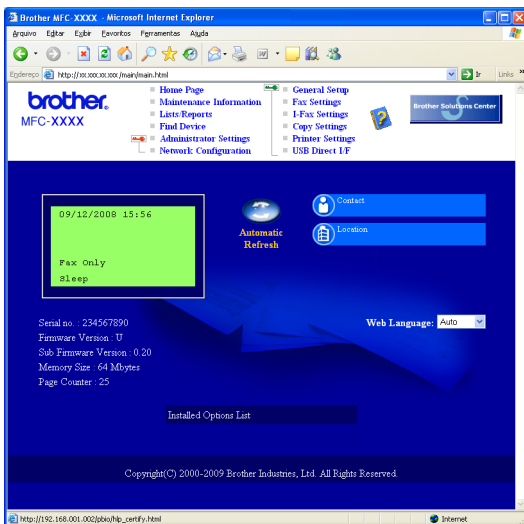 Brother MFC-XXXX - Microsoft Internet Explorer
Arquivo Editar Exibir Favoritos Ferramentas Ajuda
Endereço http://xx.xxx.xx.xxx /main/main.html Ir Links »
brother.
MFC-XXXX
Home Page
Maintenance Information
Lists/Reports
Find Device
Administrator Settings
Network Configuration
General Setup
Fax Settings
I-Fax Settings
Copy Settings
Printer Settings
USB Direct I/F
Brother Solutions Center
09/12/2008 15:56
Fax Only
Sleep
Automatic
Refresh
Contact
Location
Serial no. : 234567890
Firmware Version : U
Sub Firmware Version : 0.20
Memory Size : 64 Mbytes
Page Counter : 25
Web Language: Auto
Installed Options List
Copyright(C) 2000-2009 Brother Industries, Ltd. All Rights Reserved.
http://192.168.001.002/pbio/hlp_certify.html Internet